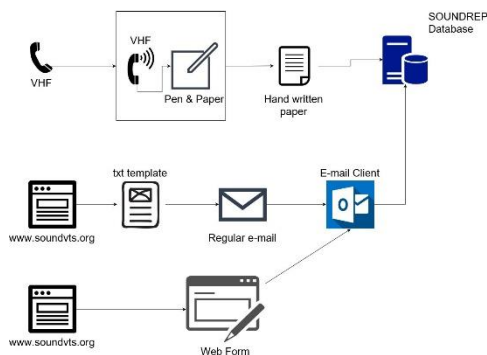 SOUNDREP
Database
VHF
VHF
Pen & Paper
Hand written
paper
txt template
E-mail Client
www.soundvts.org
Regular e-mail
O
www.soundvts.org
Web Form